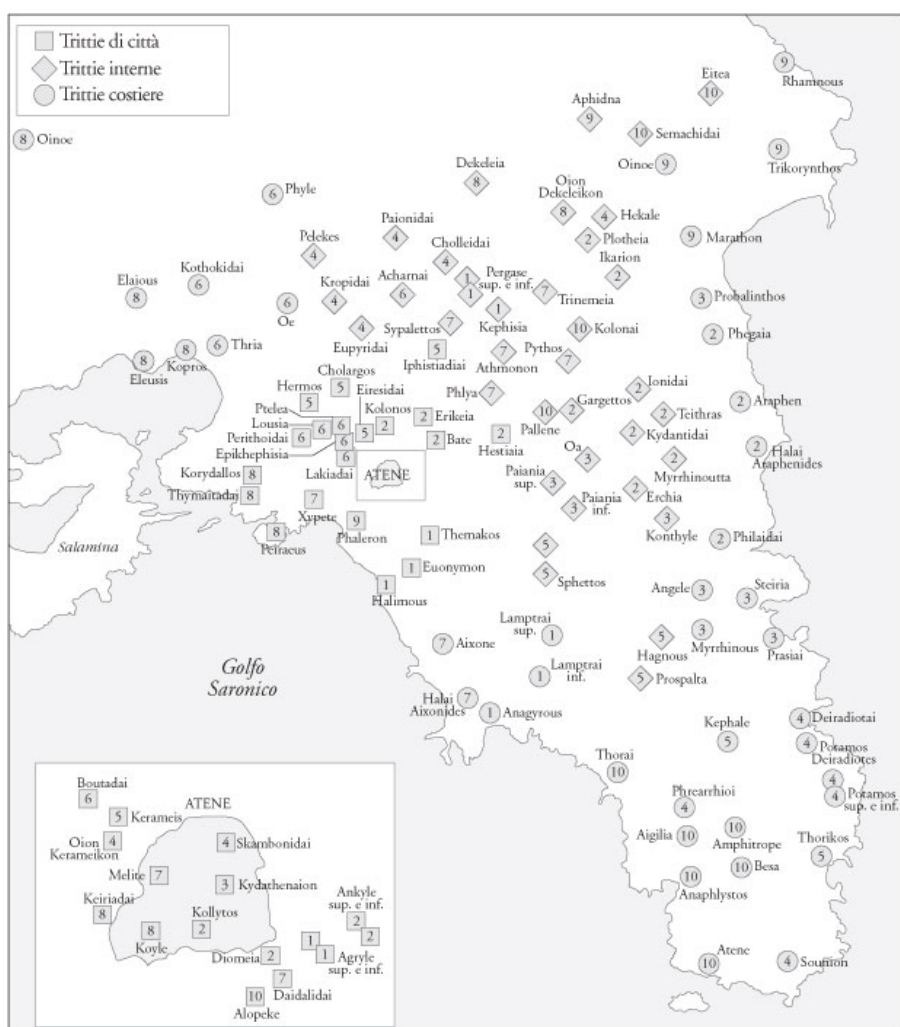 Trittie di città
Trittie interne
Trittie costiere
9
Rhamnous
Eitea
10
Aphidna
9
10
Semachidai
8
Oinoe
Oinoe
9
9
Trikorynthos
Dekeleia
8
Oion
Dekeleikon
8
6
Phyle
4
Hekale
Paionidai
4
2
Plotheia
9
Marathon
Pelekes
4
Cholleidai
4
Ikarion
2
Kothokidai
6
Elaious
8
Kropidai
4
Acharnai
6
Pergase
sup. e inf.
1
1
7
Trinemeia
3
Probalinthos
6
Oe
1
Kephisia
4
Eupyridai
Sypalettos
7
10
Kolonai
2
Phegaia
6
Thria
8
Kopros
8
Eleusis
5
Iphistiadiai
7
Athmonon
Pythos
7
Cholargos
5
Hermos
5
Eiresidai
5
Kolonos
2
Phlya
7
Ionidai
2
Ptelea
6
Lousia
6
Perithoidai
6
Epikhephisia
6
2
Erikeia
2
Bate
Hestiaia
2
10
Pallene
Gargettos
2
2
Teithras
2
Araphen
2
Kydantidai
2
Halai
Araphenides
6
Lakiadai
ATENE
Oa
3
2
Myrrhinoutta
Korydallos
8
Thymaitadaj
8
7
Xypete
Paiania
sup.
3
Paiania
inf.
3
2
Erchia
3
Konthyle
9
Phaleron
8
Peiraeus
1
Themakos
2
Philaidai
Salamina
5
1
Euonymon
5
Sphettos
1
Halimous
Angele
3
Steiria
3
Lamptrai
sup.
1
7
Aixone
5
Hagnous
3
Myrrhinous
3
Prasiai
Golfo
Saronico
Lamptrai
inf.
1
5
Prospalta
Halai
Aixonides
7
1
Anagyrous
4
Deiradiotai
Kephale
5
4
Potamos
Deiradiotes
Thorai
10
4
4
Potamos
sup. e inf.
Phrearrhioi
4
Aigilia
10
10
Amphitrope
Thorikos
5
10
Besa
10
Anaphlystos
Atene
10
4
Sounion
Boutadai
6
ATENE
5
Kerameis
Oion
Kerameikon
4
4
Skambonidai
Melite
7
3
Kydathenaion
Keiriadai
8
Kollytos
2
8
Koyle
Ankyle
sup. e inf.
2
2
1
1
Agryle
sup. e inf.
Diomeia
2
7
Daidalidai
10
Alopeke